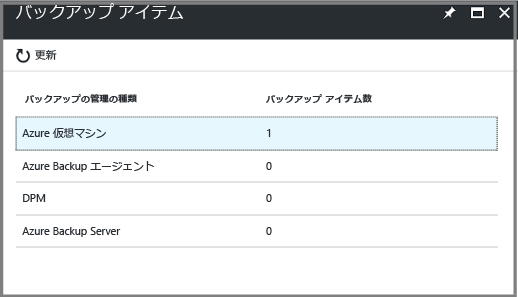 バックアップ アイテム
更新
バックアップの管理の種類 バックアップ アイテム数
Azure 仮想マシン 1
Azure Backup エージェント 0
DPM 0
Azure Backup Server 0